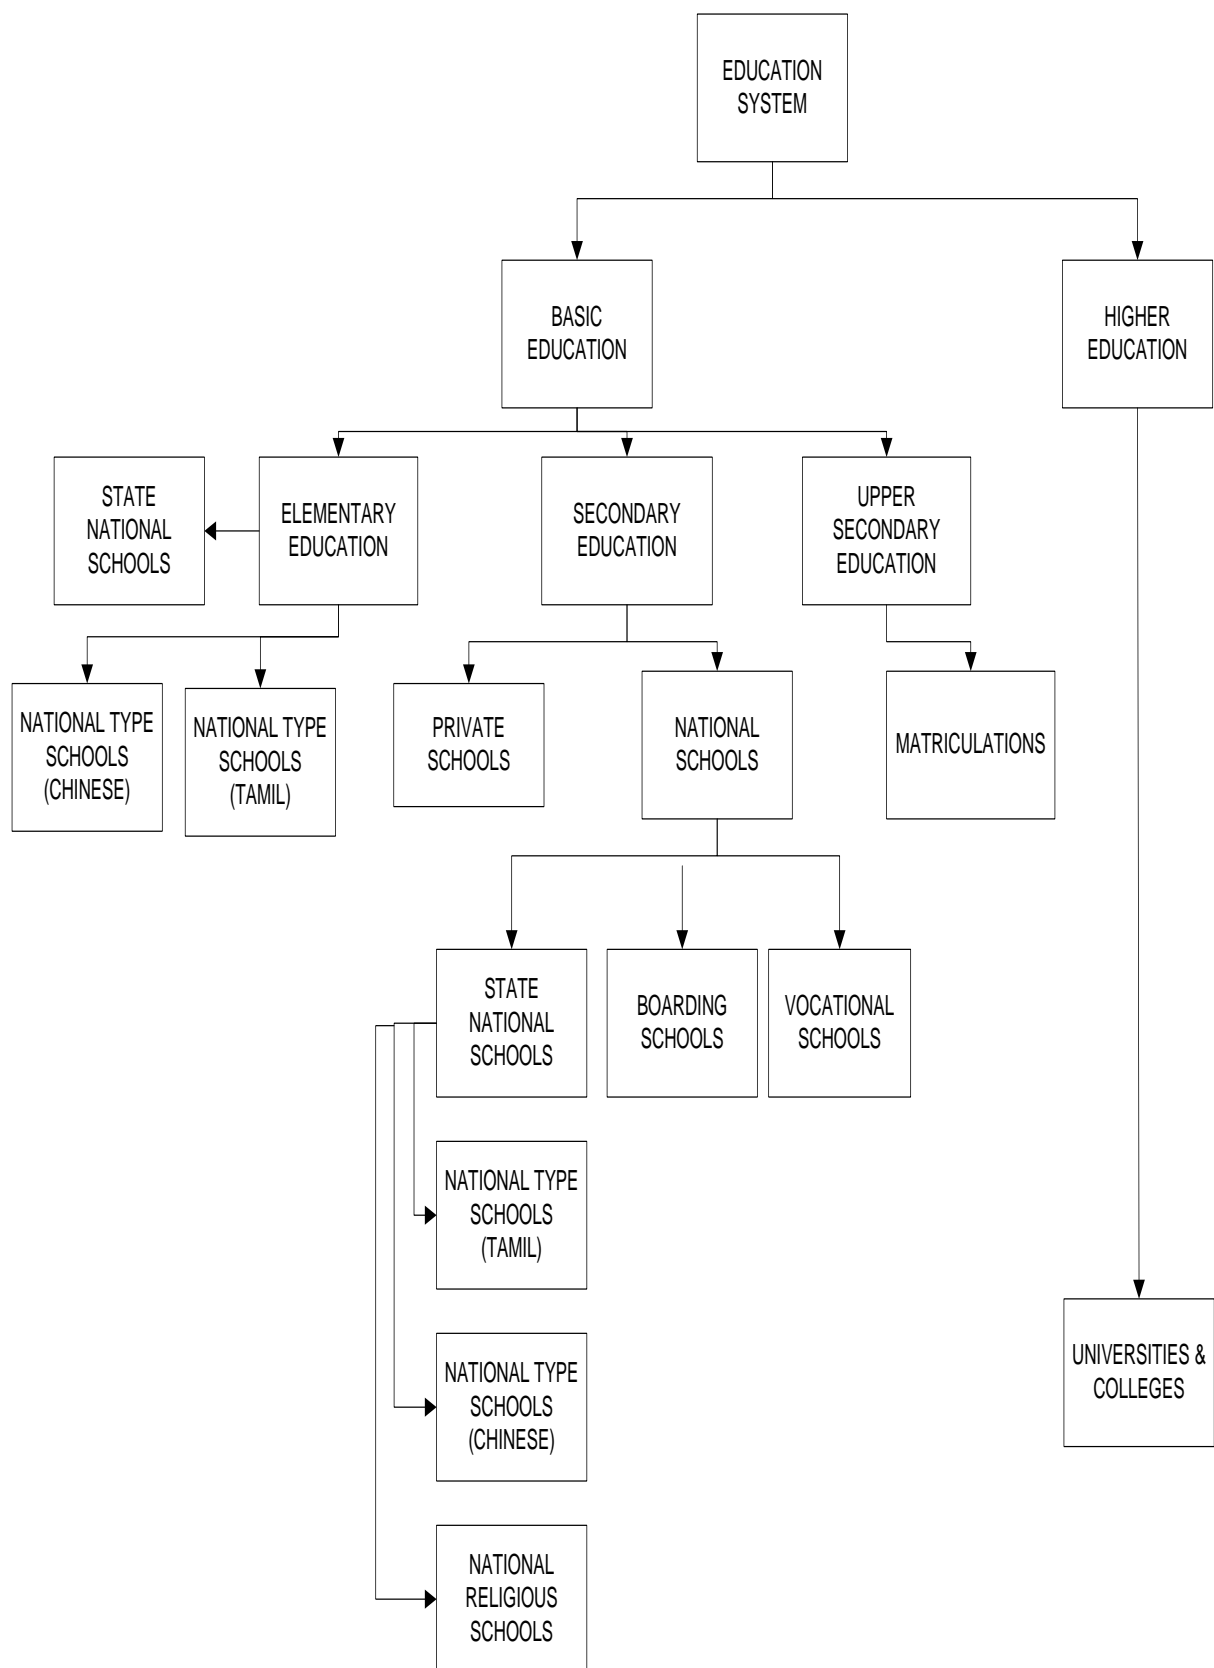 EDUCATION
SYSTEM
BASIC
EDUCATION
HIGHER
EDUCATION
STATE
NATIONAL
SCHOOLS
ELEMENTARY
EDUCATION
SECONDARY
EDUCATION
UPPER
SECONDARY
EDUCATION
NATIONAL TYPE
SCHOOLS
(CHINESE)
NATIONAL TYPE
SCHOOLS
(TAMIL)
PRIVATE
SCHOOLS
NATIONAL
SCHOOLS
MATRICULATIONS
STATE
NATIONAL
SCHOOLS
BOARDING
SCHOOLS
VOCATIONAL
SCHOOLS
NATIONAL TYPE
SCHOOLS
(TAMIL)
NATIONAL TYPE
SCHOOLS
(CHINESE)
UNIVERSITIES &
COLLEGES
NATIONAL
RELIGIOUS
SCHOOLS